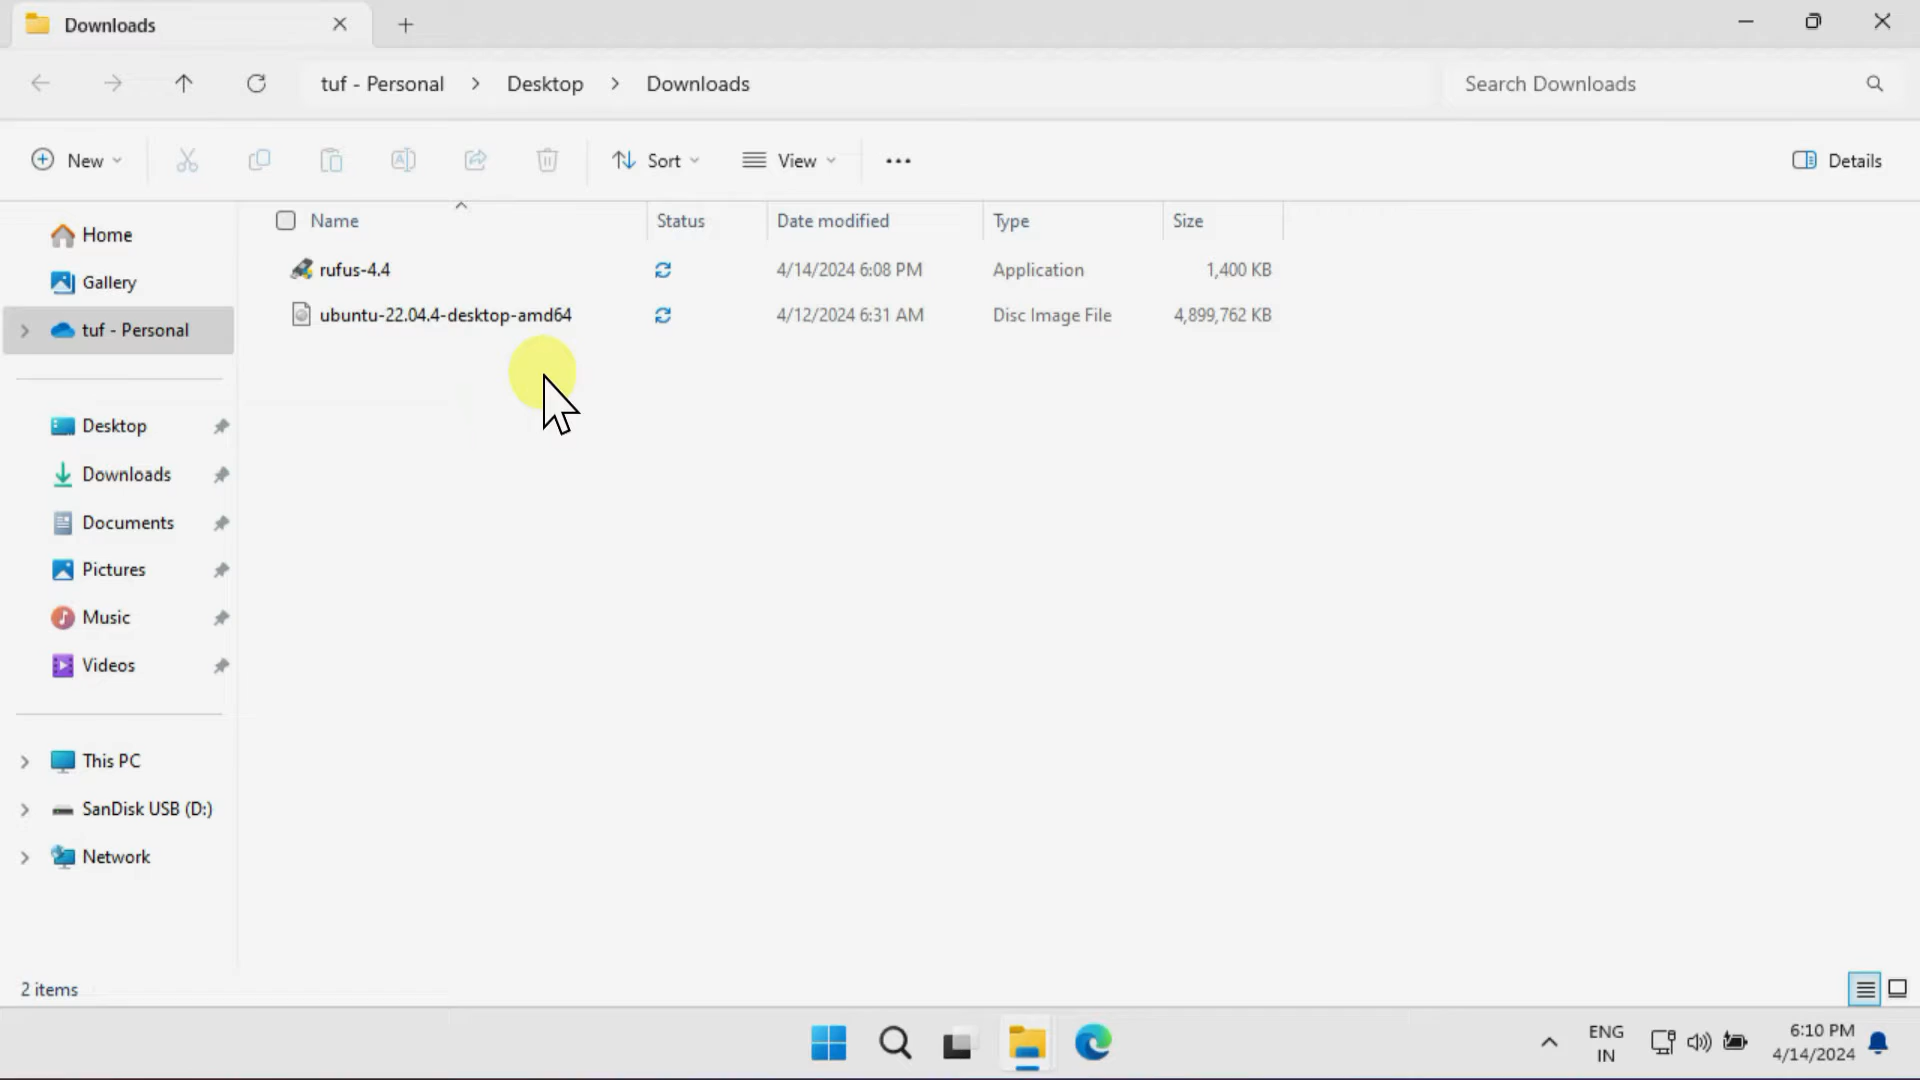 Downloads
tuf - Personal > Desktop > Downloads
Search Downloads
New
Sort
View
Details
Name Status Date modified Type Size
rufus-4.4 4/14/2024 6:08 PM Application 1,400 KB
ubuntu-22.04.4-desktop-amd64 4/12/2024 6:31 AM Disc Image File 4,899,762 KB
Home
Gallery
tuf - Personal
Desktop
Downloads
Documents
Pictures
Music
Videos
This PC
SanDisk USB (D:)
Network
2 items
ENG
IN
6:10 PM
4/14/2024